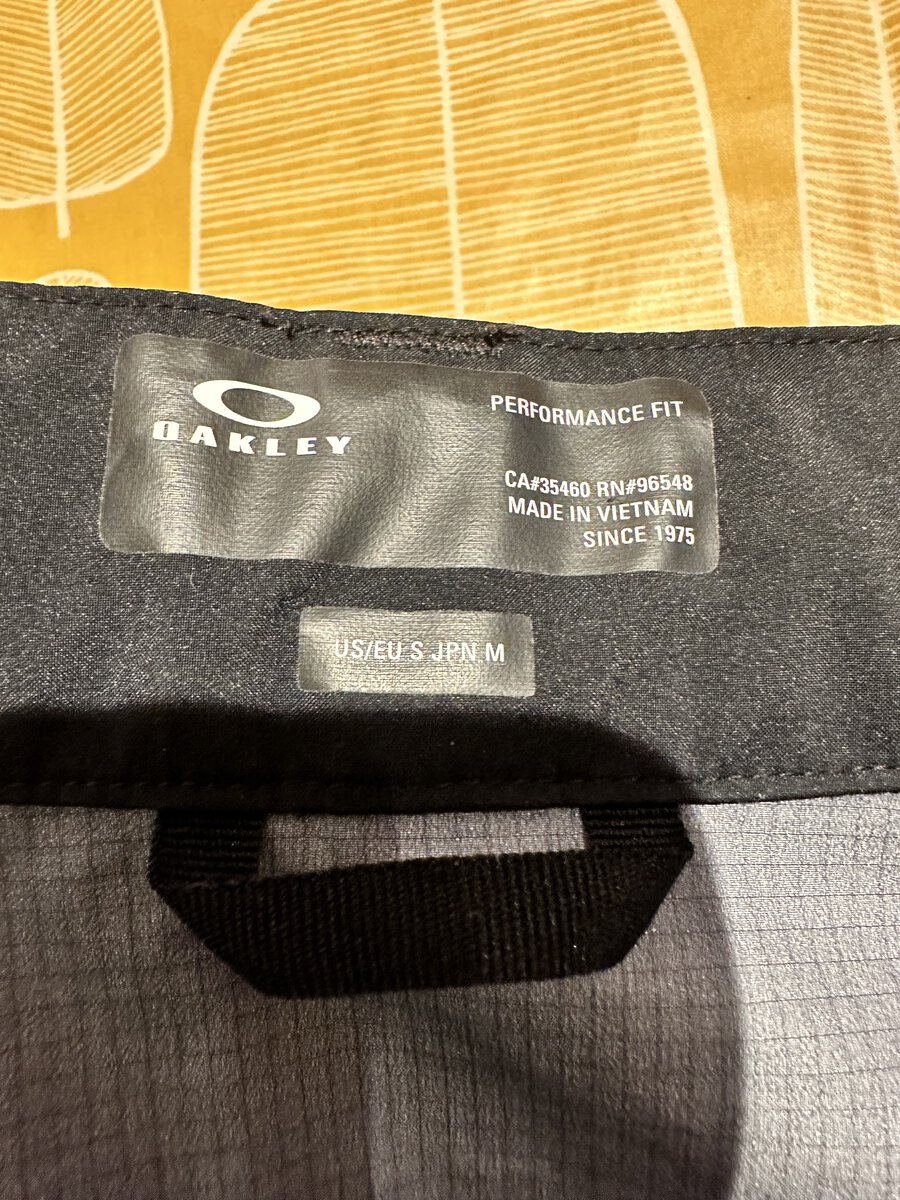 OAKLEY
PERFORMANCE FIT
CA#35460 RN#96548
MADE IN VIETNAM
SINCE 1975
US/EU S JPN M